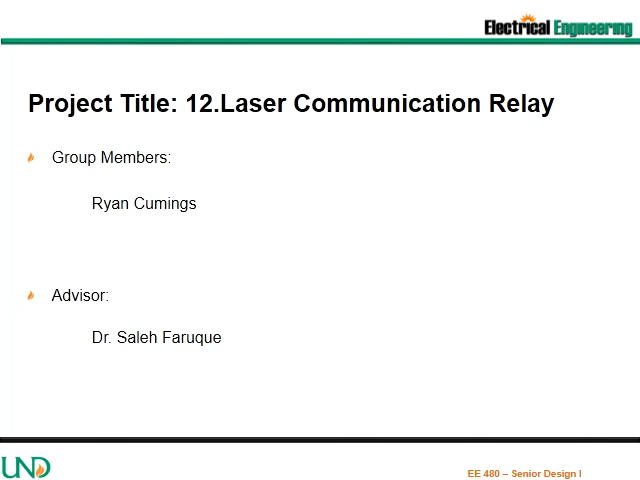 Electrical Engineering
Project Title: 12.Laser Communication Relay
Group Members:
Ryan Cumings
Advisor:
Dr. Saleh Faruque
UND
EE 480 – Senior Design I